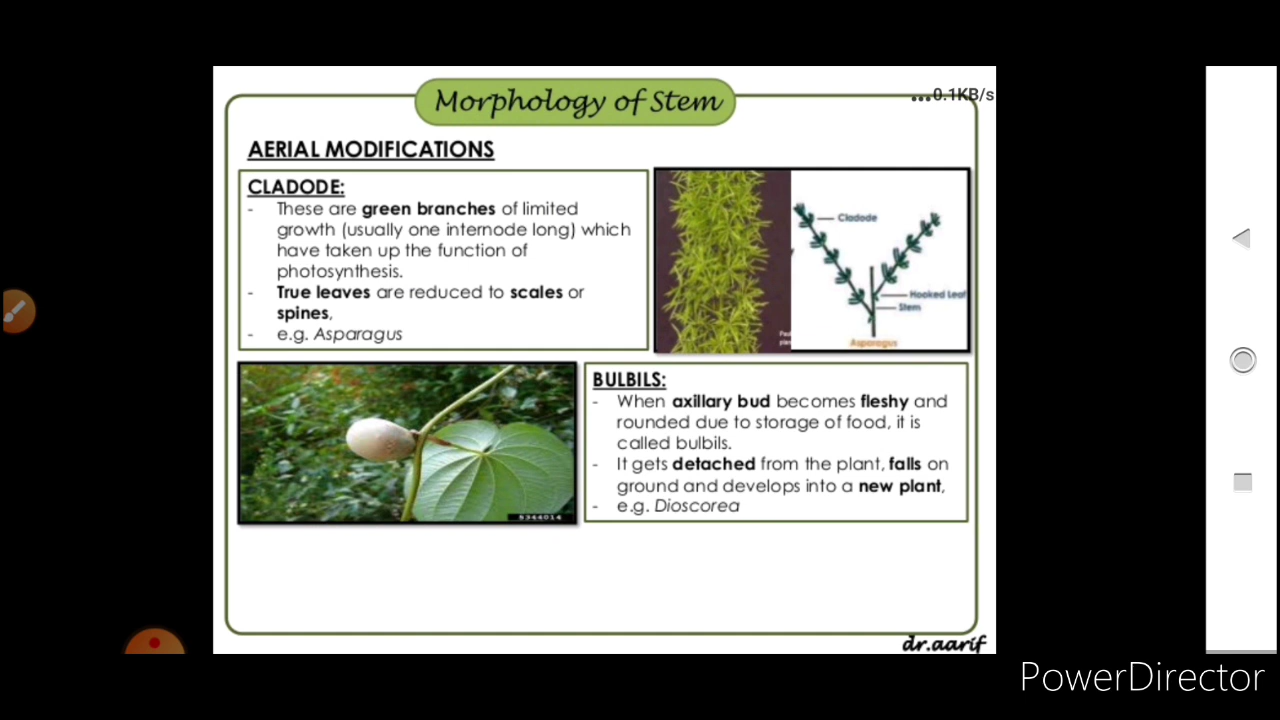 Morphology of Stem
...0.1KB/s
AERIAL MODIFICATIONS
CLADODE:
- These are green branches of limited
growth (usually one internode long) which
have taken up the function of
photosynthesis.
- True leaves are reduced to scales or
spines,
- e.g. Asparagus
Cladode
Hooked Leaf
Stem
Asparagus
5344014
BULBILS:
- When axillary bud becomes fleshy and
rounded due to storage of food, it is
called bulbils.
- It gets detached from the plant, falls on
ground and develops into a new plant,
- e.g. Dioscorea
dr.aarif
PowerDirector